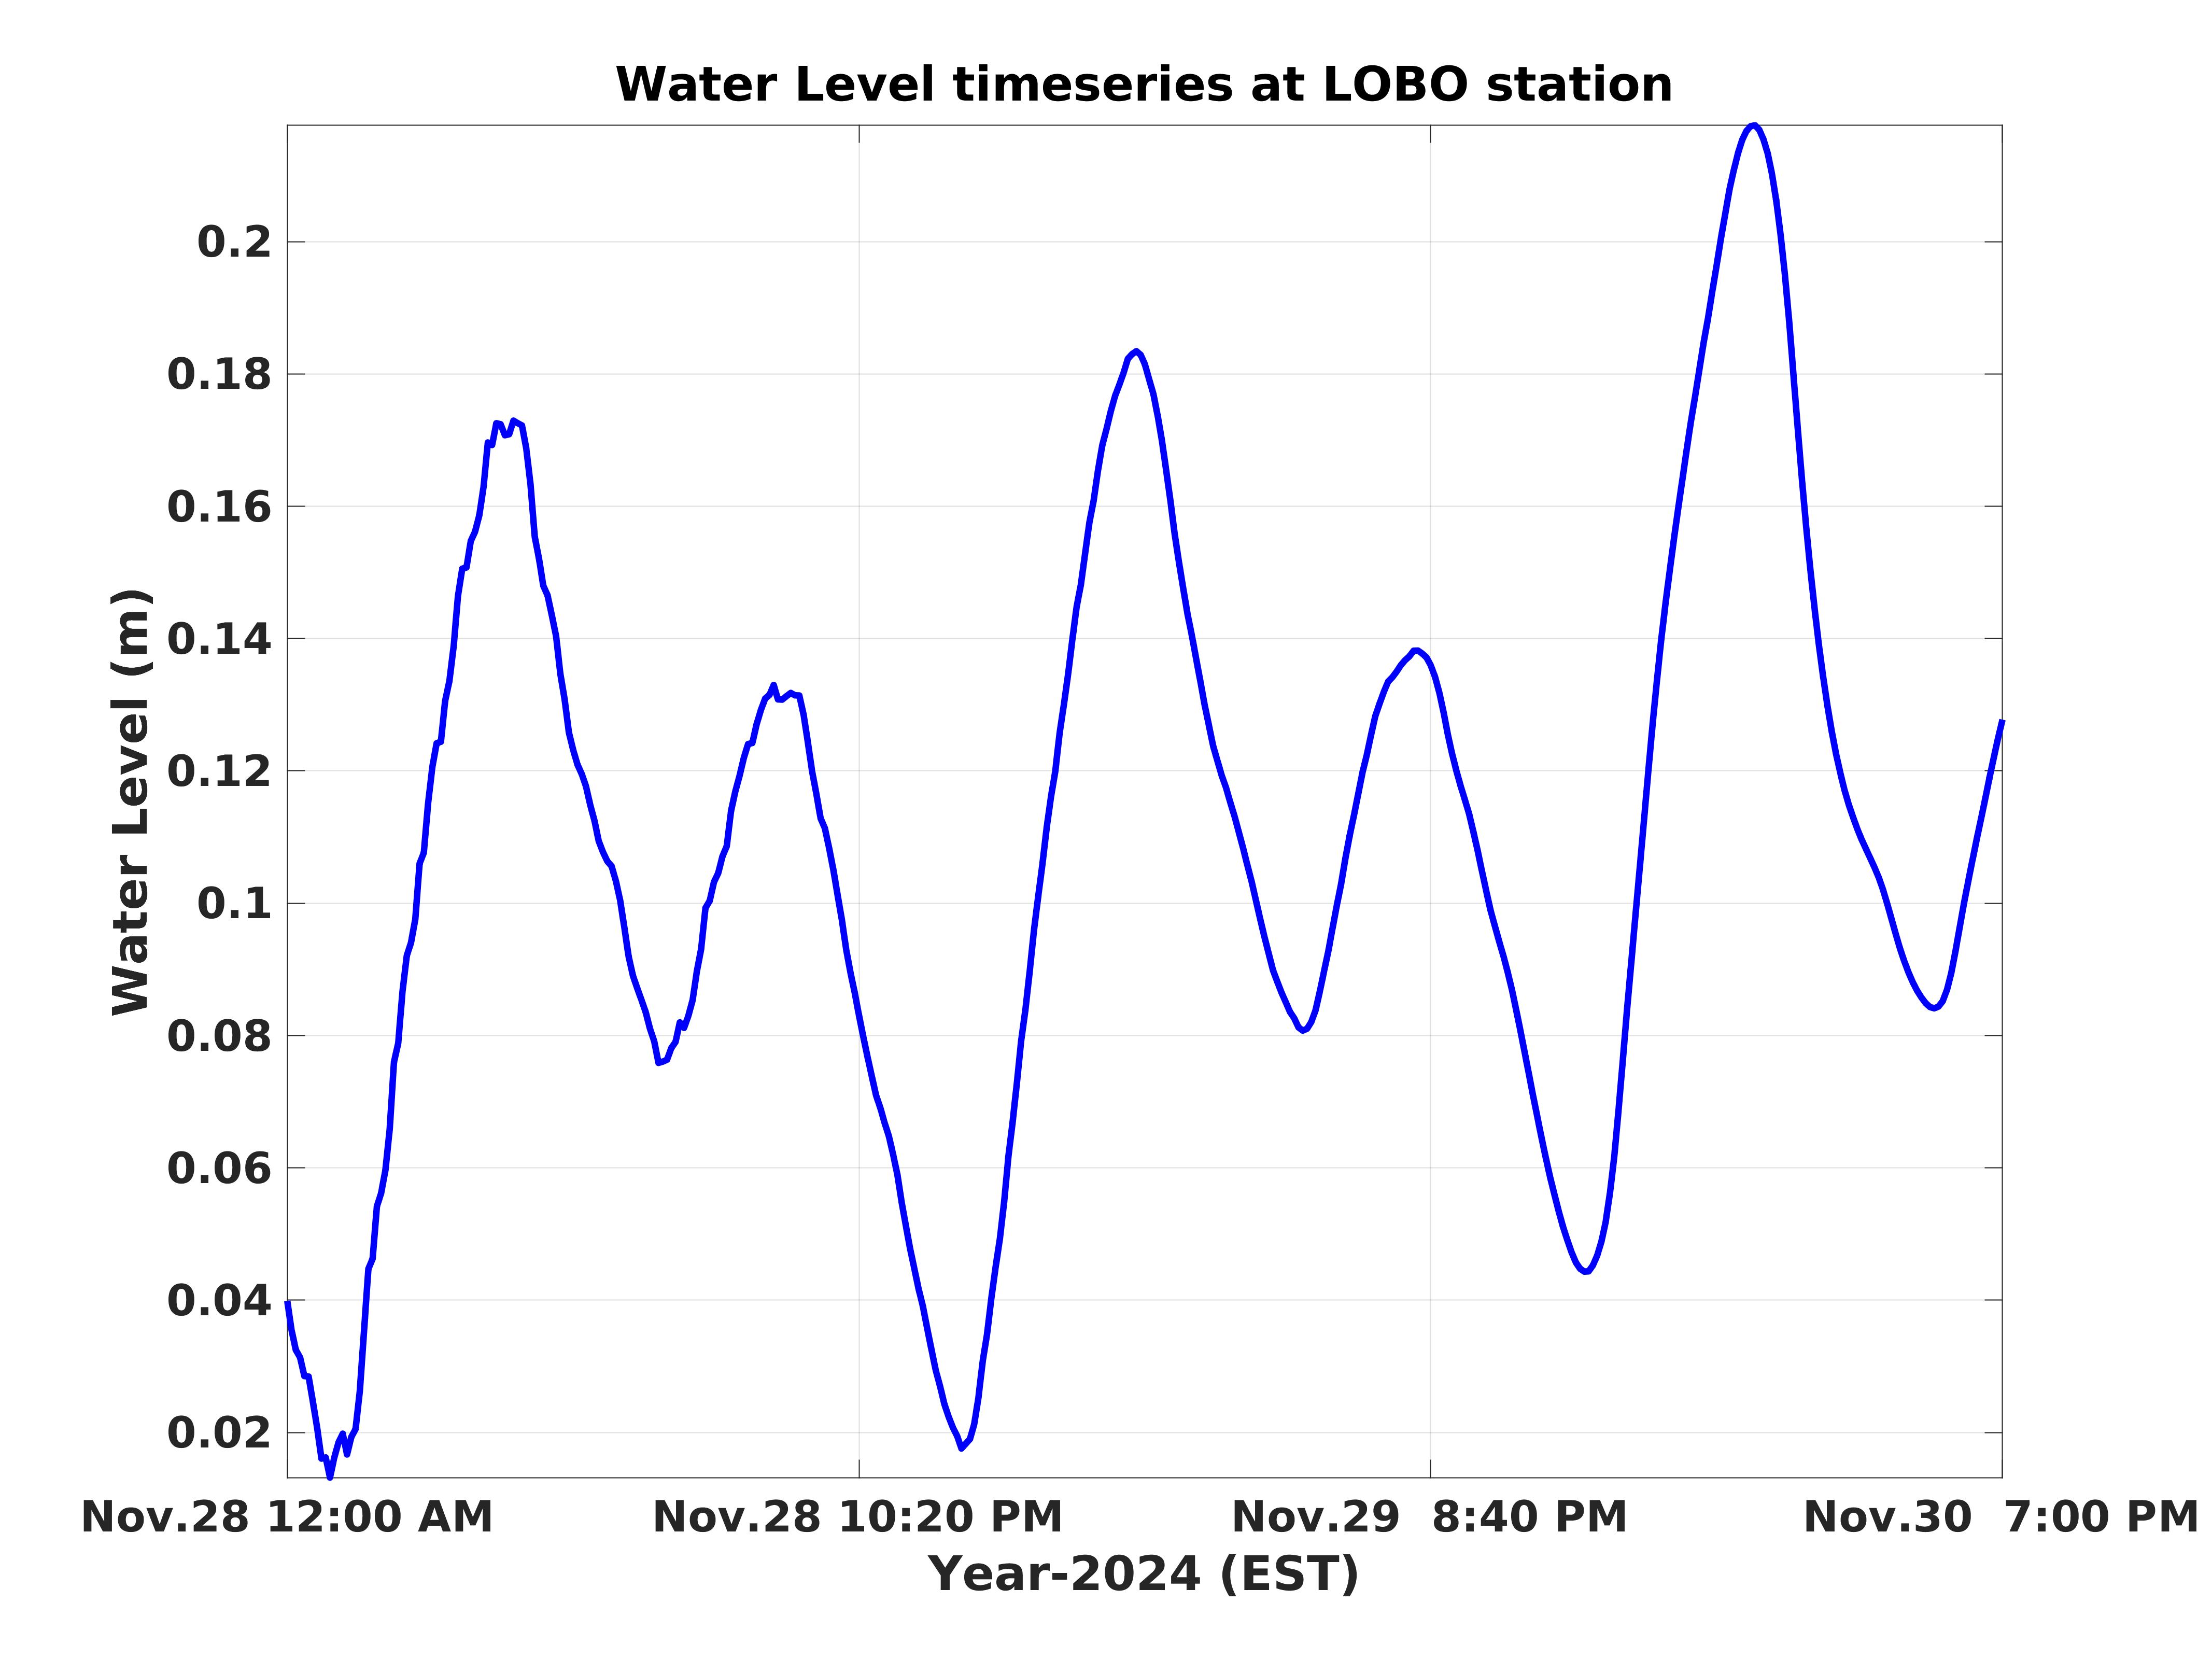 Water Level timeseries at LOBO station
Water Level (m)
0.2
0.18
0.16
0.14
0.12
0.1
0.08
0.06
0.04
0.02
Nov.28 12:00 AM Nov.28 10:20 PM Nov.29 8:40 PM Nov.30 7:00 PM
Year-2024 (EST)